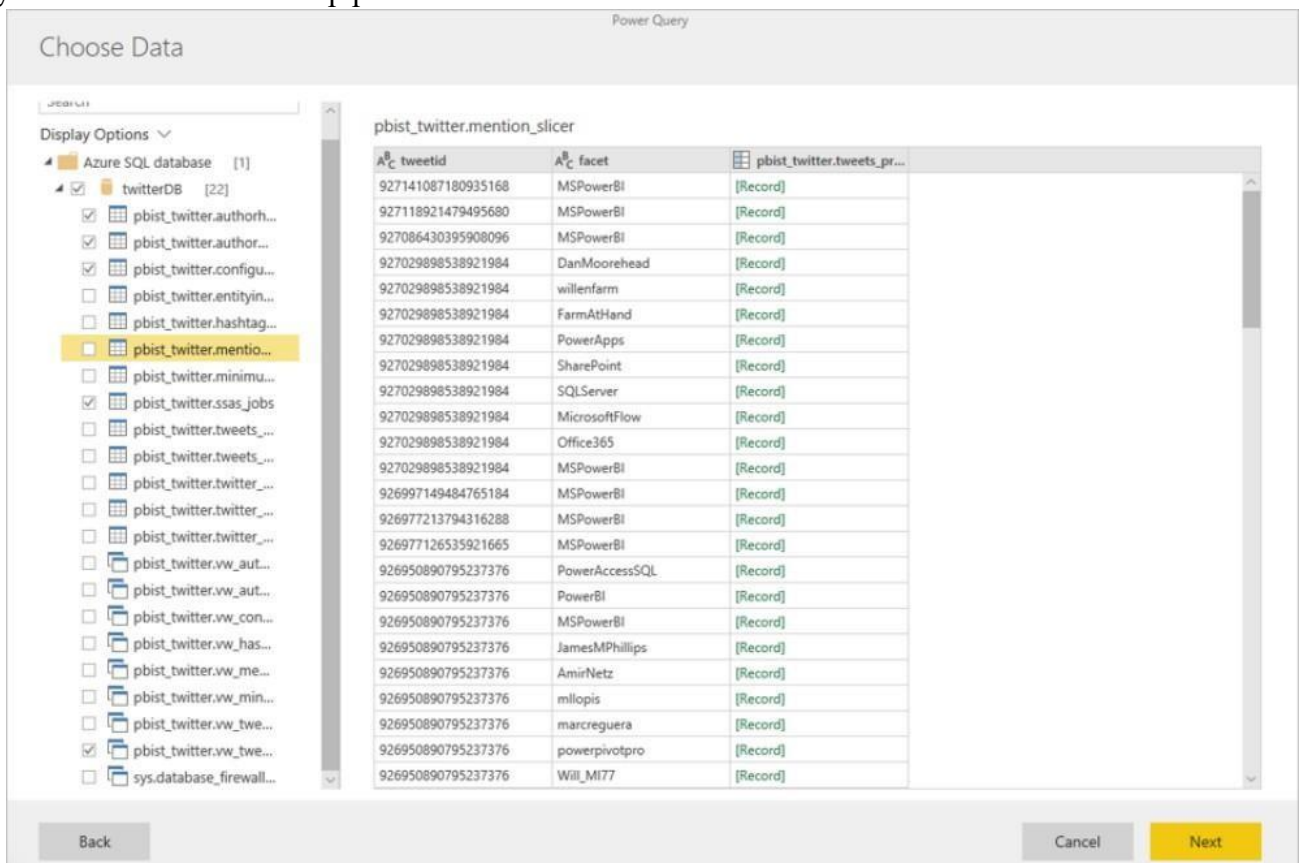 Power Query
Choose Data
Search
Display Options
Azure SQL database [1]
twitterDB [22]
pbist_twitter.authorh...
pbist_twitter.author...
pbist_twitter.configu...
pbist_twitter.entityin...
pbist_twitter.hashtag...
pbist_twitter.mentio...
pbist_twitter.minimu...
pbist_twitter.ssas_jobs
pbist_twitter.tweets_...
pbist_twitter.tweets_...
pbist_twitter.twitter_...
pbist_twitter.twitter_...
pbist_twitter.twitter_...
pbist_twitter.vw_aut...
pbist_twitter.vw_aut...
pbist_twitter.vw_con...
pbist_twitter.vw_has...
pbist_twitter.vw_me...
pbist_twitter.vw_min...
pbist_twitter.vw_twe...
pbist_twitter.vw_twe...
sys.database_firewall...
pbist_twitter.mention_slicer
ABC tweetid ABC facet pbist_twitter.tweets_pr...
927141087180935168 MSPowerBI [Record]
927118921479495680 MSPowerBI [Record]
927086430395908096 MSPowerBI [Record]
927029898538921984 DanMoorehead [Record]
927029898538921984 willenfarm [Record]
927029898538921984 FarmAtHand [Record]
927029898538921984 PowerApps [Record]
927029898538921984 SharePoint [Record]
927029898538921984 SQLServer [Record]
927029898538921984 MicrosoftFlow [Record]
927029898538921984 Office365 [Record]
927029898538921984 MSPowerBI [Record]
926997149484765184 MSPowerBI [Record]
926977213794316288 MSPowerBI [Record]
926977126535921665 MSPowerBI [Record]
926950890795237376 PowerAccessSQL [Record]
926950890795237376 PowerBI [Record]
926950890795237376 MSPowerBI [Record]
926950890795237376 JamesMPhillips [Record]
926950890795237376 AmirNetz [Record]
926950890795237376 mllopis [Record]
926950890795237376 marcreguera [Record]
926950890795237376 powerpivotpro [Record]
926950890795237376 Will_MI77 [Record]
Back Cancel Next